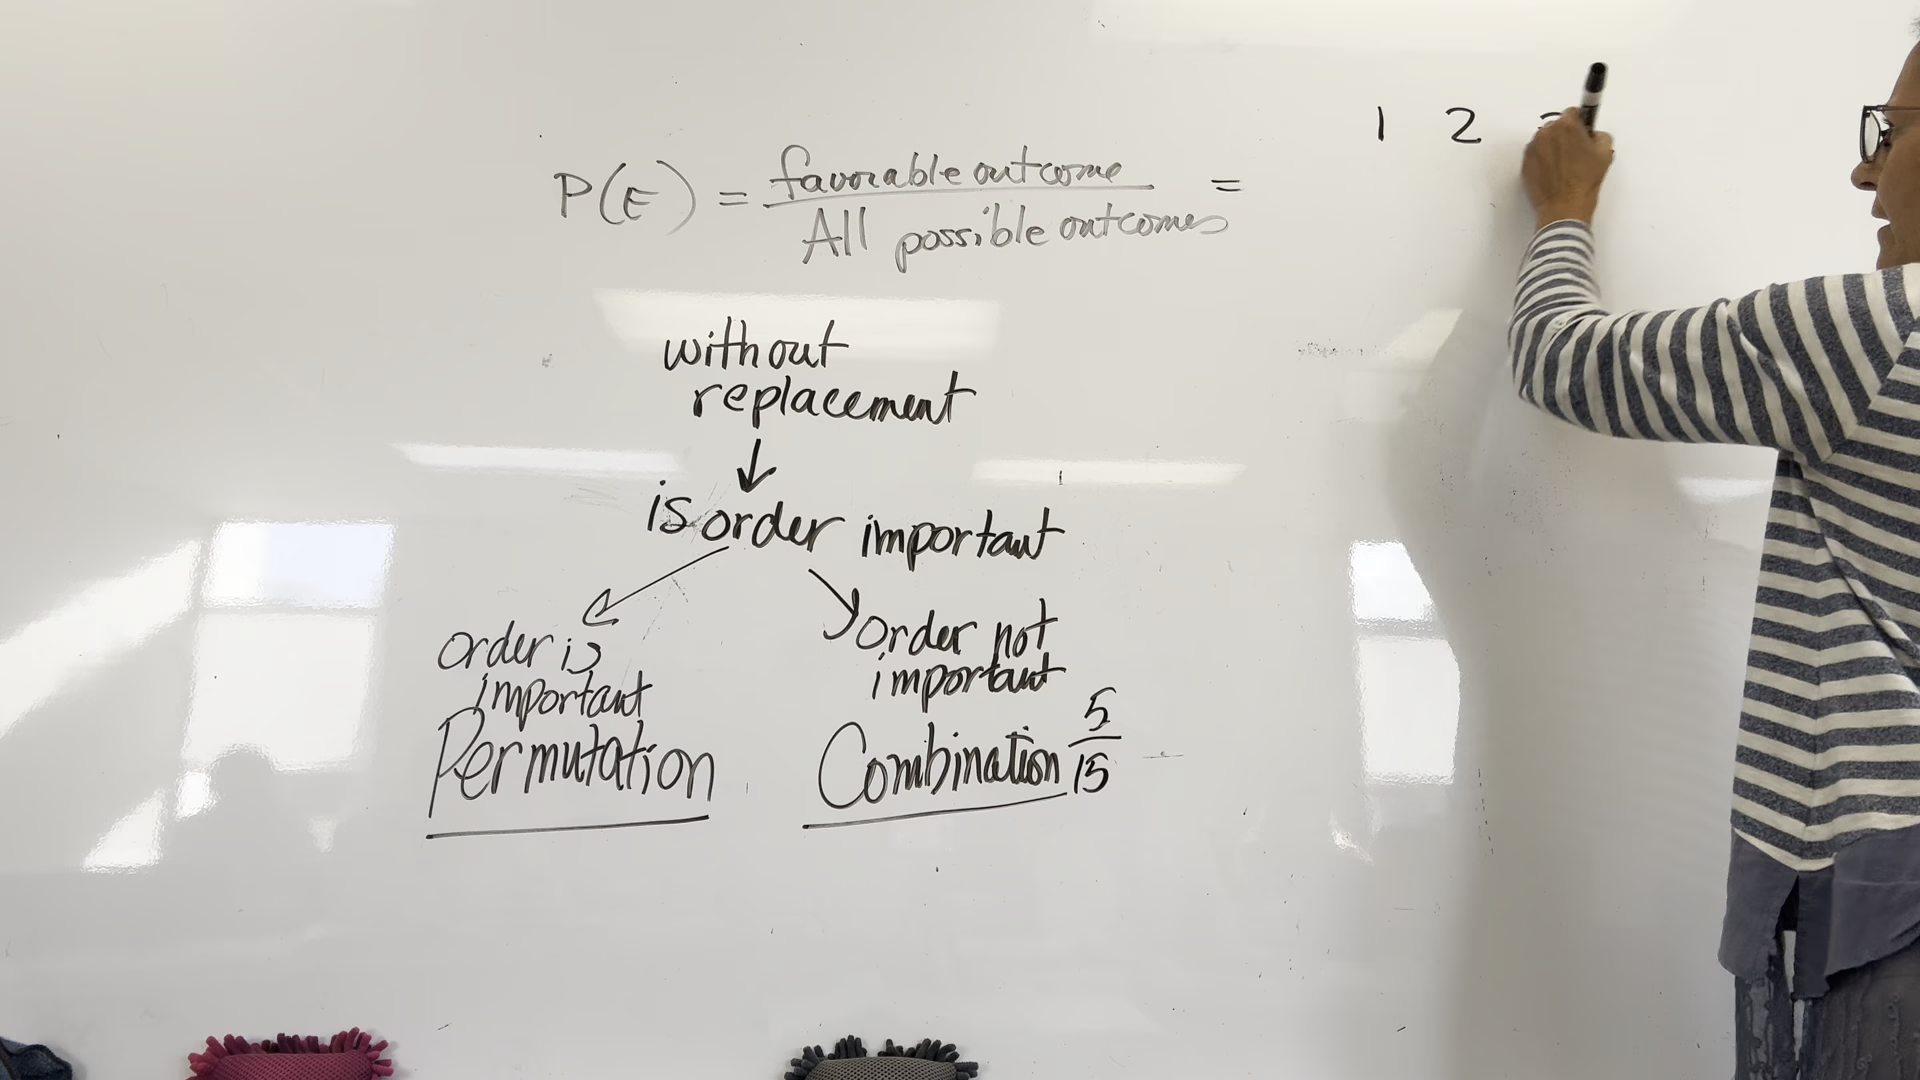 1 2
P(E) = favorable outcome / All possible outcomes =
without
replacement
↓
is order important
order is
important
Permutation
order not
important
Combination 5/15